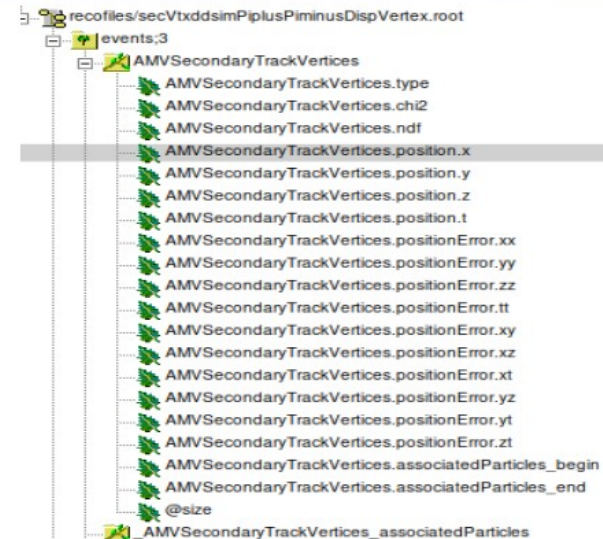 recofiles/secVtxddsimPiplusPiminusDispVertex.root
events;3
AMVSecondaryTrackVertices
AMVSecondaryTrackVertices.type
AMVSecondaryTrackVertices.chi2
AMVSecondaryTrackVertices.ndf
AMVSecondaryTrackVertices.position.x
AMVSecondaryTrackVertices.position.y
AMVSecondaryTrackVertices.position.z
AMVSecondaryTrackVertices.position.t
AMVSecondaryTrackVertices.positionError.xx
AMVSecondaryTrackVertices.positionError.yy
AMVSecondaryTrackVertices.positionError.zz
AMVSecondaryTrackVertices.positionError.tt
AMVSecondaryTrackVertices.positionError.xy
AMVSecondaryTrackVertices.positionError.xz
AMVSecondaryTrackVertices.positionError.xt
AMVSecondaryTrackVertices.positionError.yz
AMVSecondaryTrackVertices.positionError.yt
AMVSecondaryTrackVertices.positionError.zt
AMVSecondaryTrackVertices.associatedParticles_begin
AMVSecondaryTrackVertices.associatedParticles_end
@size
_AMVSecondaryTrackVertices_associatedParticles